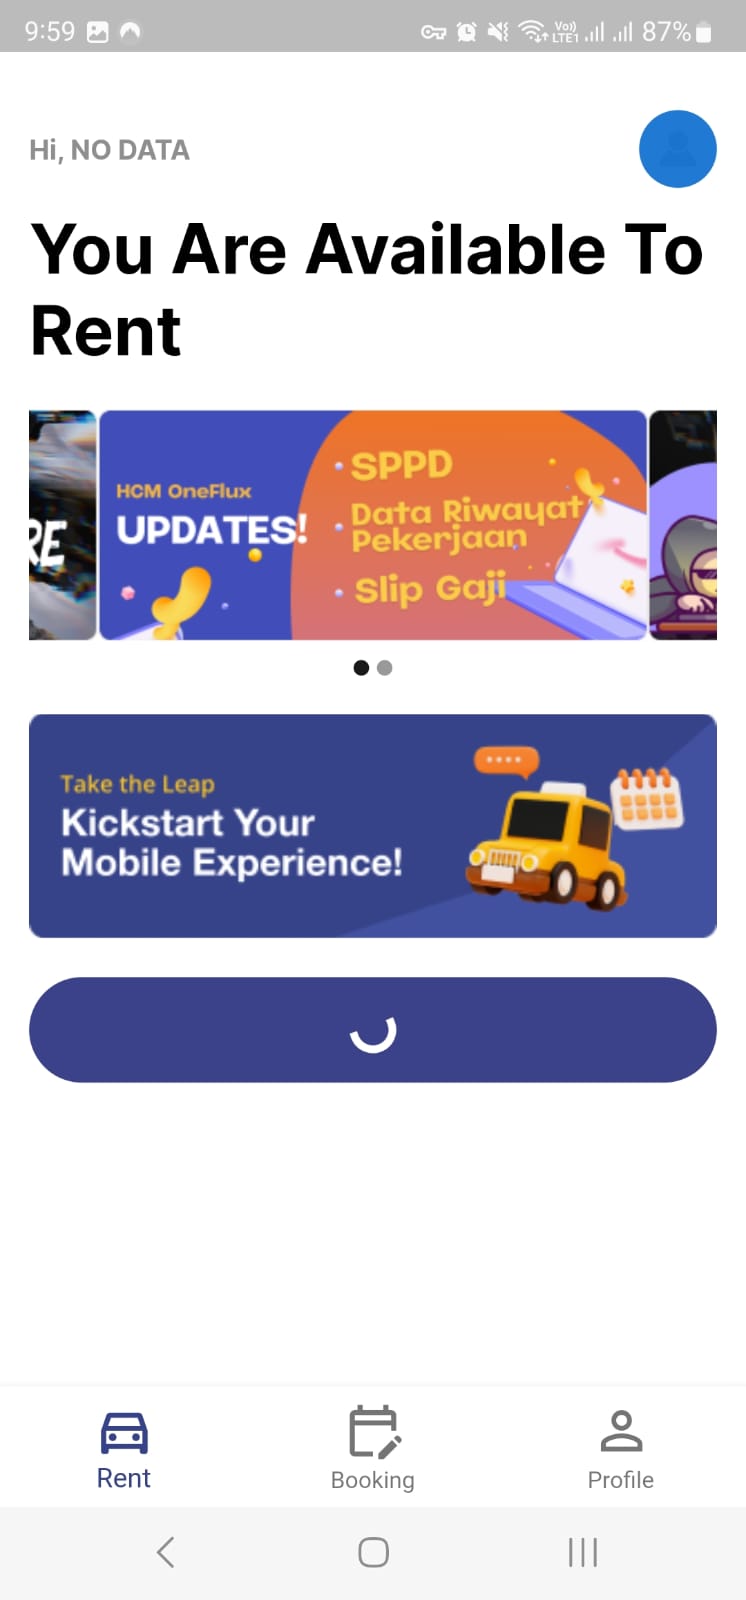 9:59
Vo))
LTE1
87%
Hi, NO DATA
You Are Available To
Rent
RE
HCM OneFlux
UPDATES!
• SPPD
• Data Riwayat
Pekerjaan
• Slip Gaji
Take the Leap
Kickstart Your
Mobile Experience!
Rent
Booking
Profile